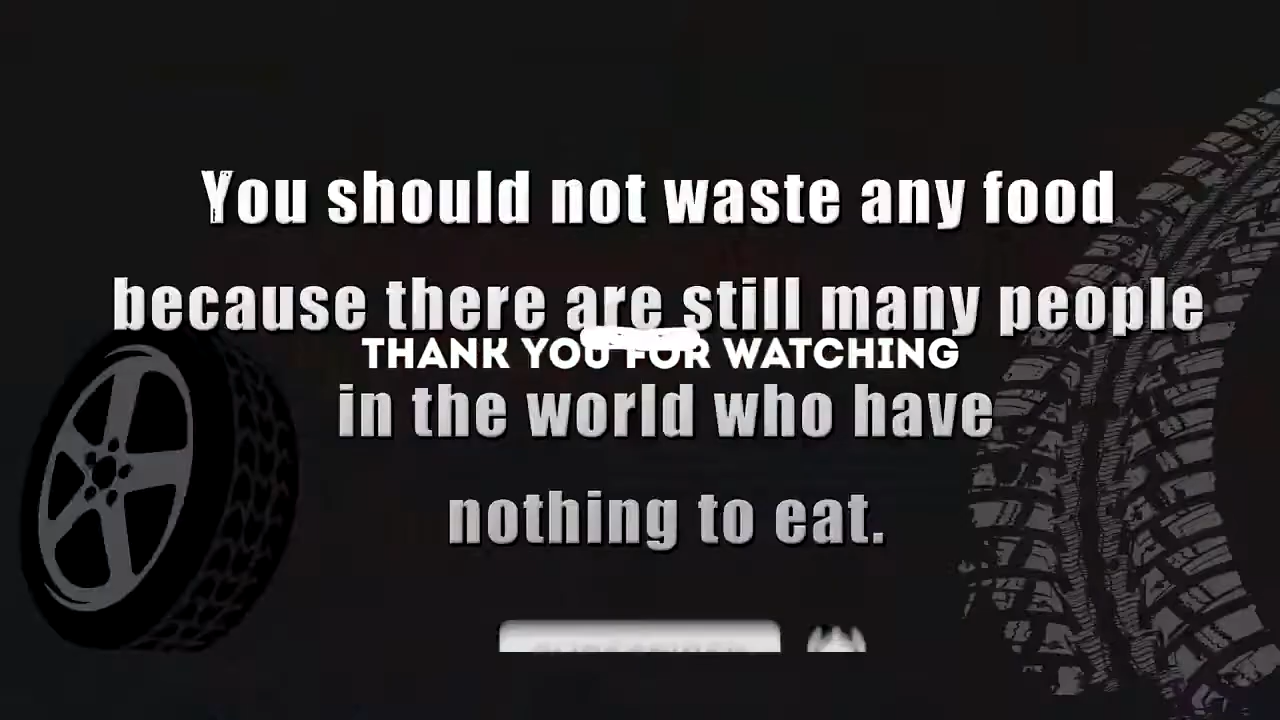 You should not waste any food
because there are still many people
THANK YOU FOR WATCHING
in the world who have
nothing to eat.